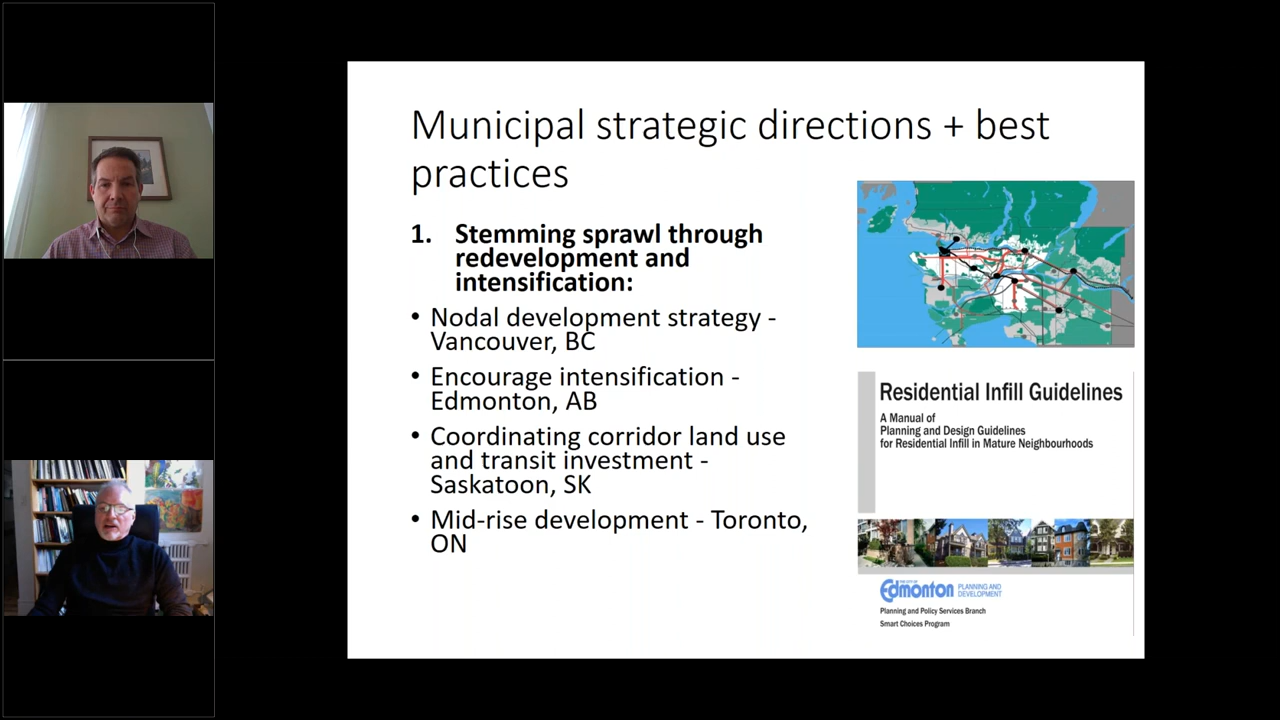 Municipal strategic directions + best
practices
1. Stemming sprawl through
redevelopment and
intensification:
• Nodal development strategy -
Vancouver, BC
• Encourage intensification -
Edmonton, AB
• Coordinating corridor land use
and transit investment -
Saskatoon, SK
• Mid-rise development - Toronto,
ON
Residential Infill Guidelines
A Manual of
Planning and Design Guidelines
for Residential Infill in Mature Neighbourhoods
THE CITY OF
Edmonton PLANNING AND
DEVELOPMENT
Planning and Policy Services Branch
Smart Choices Program